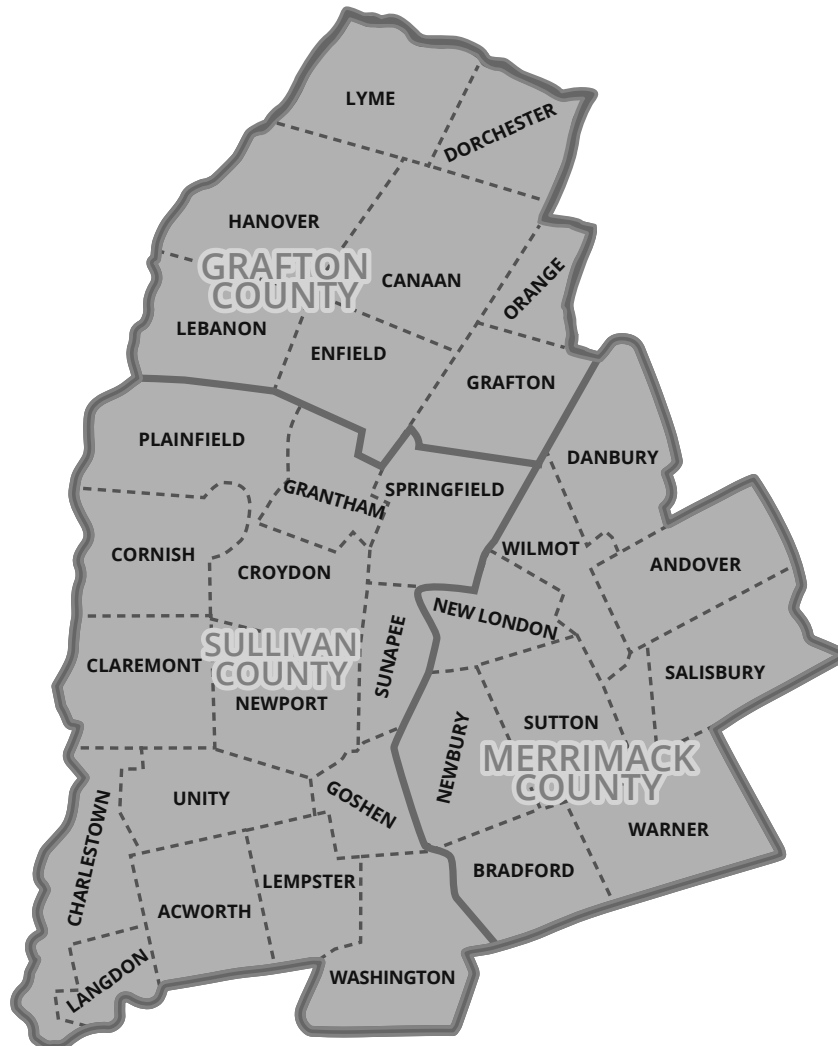 LYME
DORCHESTER
HANOVER
GRAFTON
COUNTY
CANAAN
ORANGE
LEBANON
ENFIELD
GRAFTON
PLAINFIELD
DANBURY
GRANTHAM
SPRINGFIELD
CORNISH
WILMOT
ANDOVER
CROYDON
NEW LONDON
SULLIVAN
COUNTY
CLAREMONT
SUNAPEE
SALISBURY
NEWPORT
SUTTON
NEWBURY
MERRIMACK
COUNTY
UNITY
GOSHEN
WARNER
CHARLESTOWN
LEMPSTER
BRADFORD
ACWORTH
LANGDON
WASHINGTON